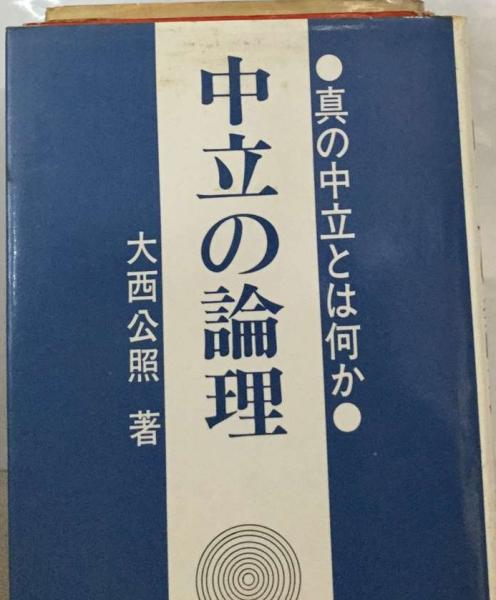 ●真の中立とは何か●
中立の論理
大西公照 著